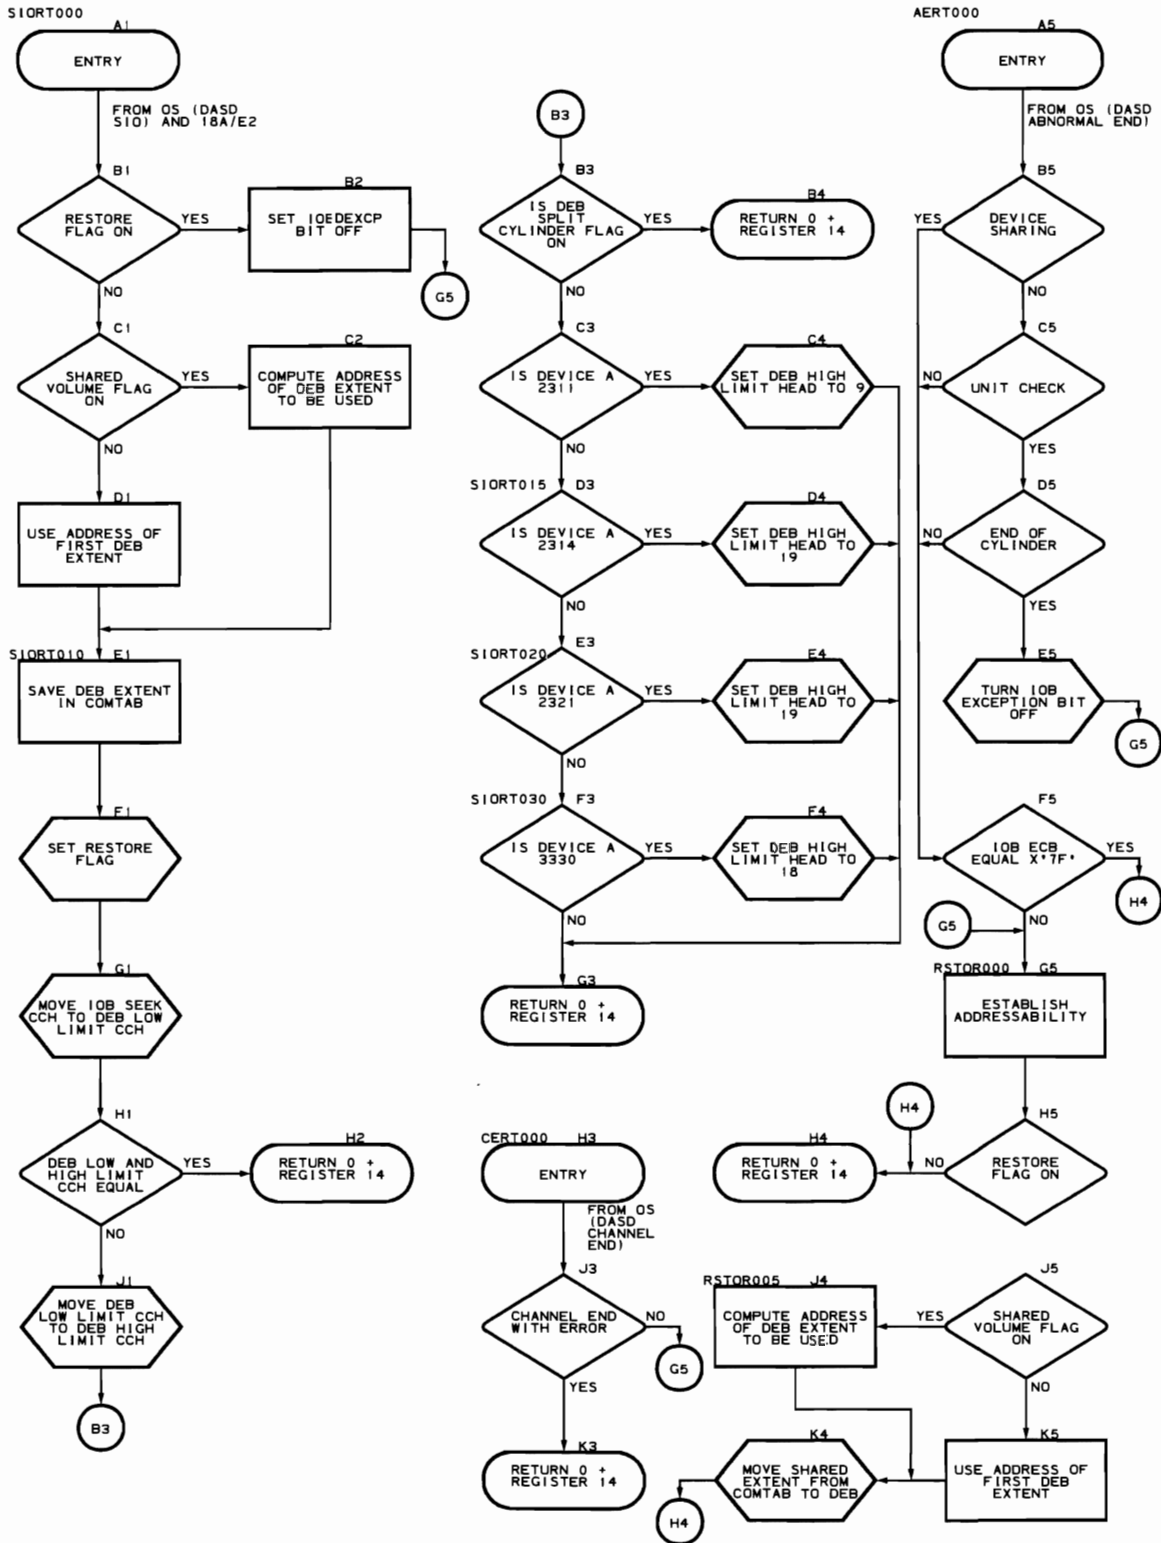 SIORT000
A1
ENTRY
FROM OS (DASD
SIO) AND 18A/E2
B1
RESTORE
FLAG ON
YES
NO
B2
SET IOEDEXCP
BIT OFF
G5
C1
SHARED
VOLUME FLAG
ON
YES
NO
C2
COMPUTE ADDRESS
OF DEB EXTENT
TO BE USED
D1
USE ADDRESS OF
FIRST DEB
EXTENT
SIORT010
E1
SAVE DEB EXTENT
IN COMTAB
F1
SET RESTORE
FLAG
G1
MOVE IOB SEEK
CCH TO DEB LOW
LIMIT CCH
H1
DEB LOW AND
HIGH LIMIT
CCH EQUAL
YES
NO
H2
RETURN 0 +
REGISTER 14
J1
MOVE DEB
LOW LIMIT CCH
TO DEB HIGH
LIMIT CCH
B3
B3
B3
IS DEB
SPLIT
CYLINDER FLAG
ON
YES
NO
B4
RETURN 0 +
REGISTER 14
C3
IS DEVICE A
2311
YES
NO
C4
SET DEB HIGH
LIMIT HEAD TO 9
SIORT015
D3
IS DEVICE A
2314
YES
NO
D4
SET DEB HIGH
LIMIT HEAD TO
19
SIORT020
E3
IS DEVICE A
2321
YES
NO
E4
SET DEB HIGH
LIMIT HEAD TO
19
SIORT030
F3
IS DEVICE A
3330
YES
NO
F4
SET DEB HIGH
LIMIT HEAD TO
18
G3
RETURN 0 +
REGISTER 14
CERT000
H3
ENTRY
FROM OS
(DASD
CHANNEL
END)
J3
CHANNEL END
WITH ERROR
NO
G5
YES
K3
RETURN 0 +
REGISTER 14
AERT000
A5
ENTRY
FROM OS (DASD
ABNORMAL END)
B5
DEVICE
SHARING
YES
NO
C5
UNIT CHECK
NO
YES
D5
END OF
CYLINDER
NO
YES
E5
TURN IOB
EXCEPTION BIT
OFF
G5
F5
IOB ECB
EQUAL X'7F'
YES
H4
NO
G5
RSTOR000
G5
ESTABLISH
ADDRESSABILITY
H5
RESTORE
FLAG ON
NO
H4
H4
RETURN 0 +
REGISTER 14
J5
SHARED
VOLUME FLAG
ON
YES
NO
RSTOR005
J4
COMPUTE ADDRESS
OF DEB EXTENT
TO BE USED
K5
USE ADDRESS OF
FIRST DEB
EXTENT
K4
MOVE SHARED
EXTENT FROM
COMTAB TO DEB
H4